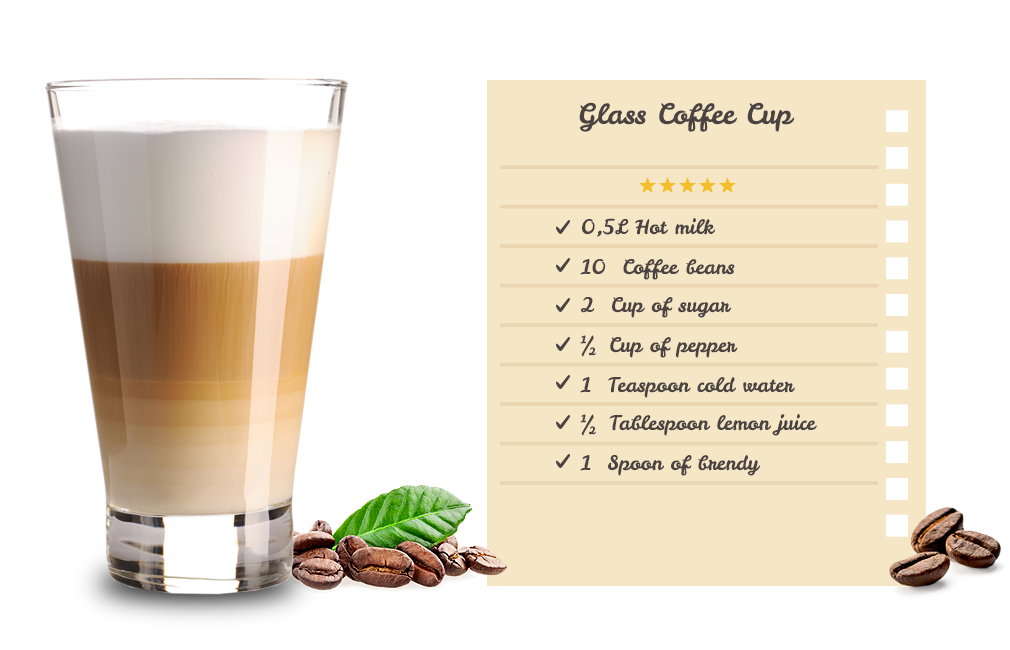 Glass Coffee Cup
0,5L Hot milk
10 Coffee beans
2 Cup of sugar
½ Cup of pepper
1 Teaspoon cold water
½ Tablespoon lemon juice
1 Spoon of brendy